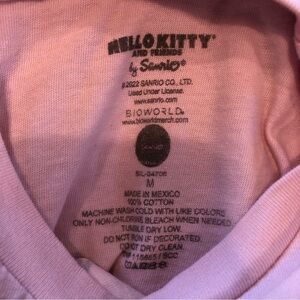 HELLO KITTY
AND FRIENDS
by Sanrio
©2022 SANRIO CO., LTD.
Used Under License.
www.sanrio.com
BIOWORLD®
www.bioworldmerch.com
Sanrio
M
MADE IN MEXICO
100% COTTON
MACHINE WASH COLD WITH LIKE COLORS
ONLY NON-CHLORINE BLEACH WHEN NEEDED
TUMBLE DRY LOW.
DO NOT IRON IF DECORATED.
DO NOT DRY CLEAN.